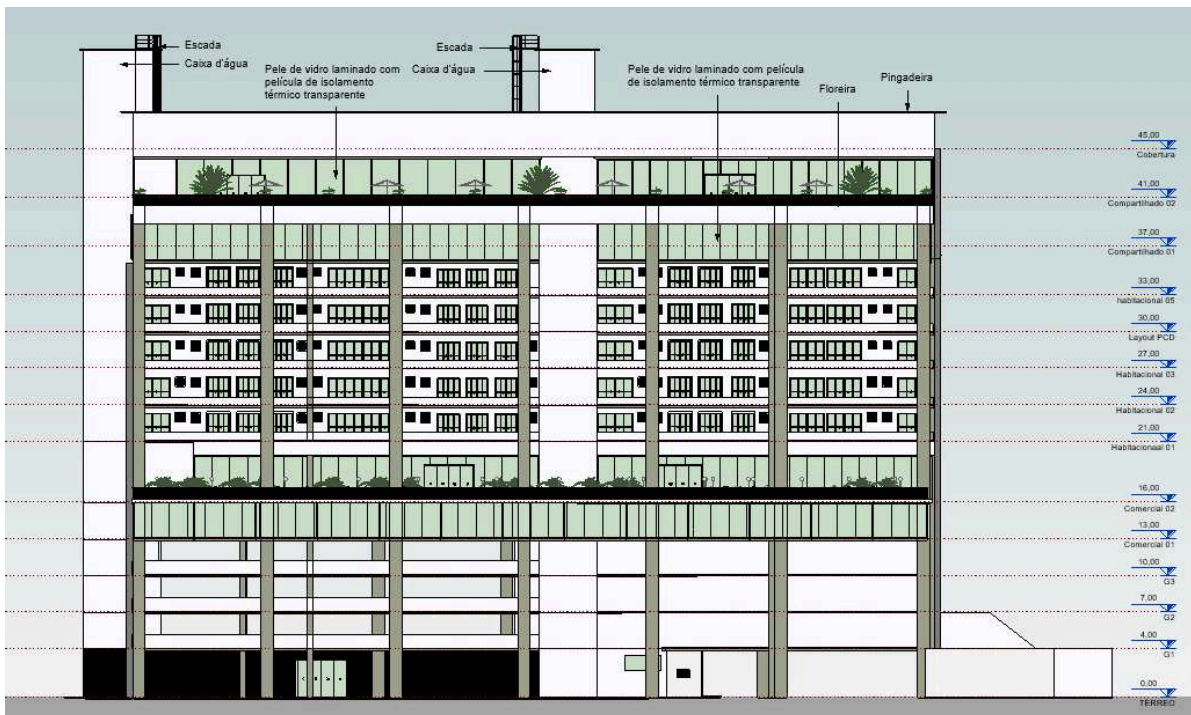 Escada
Caixa d'água
Pele de vidro laminado com
película de isolamento
térmico transparente
Escada
Caixa d'água
Pele de vidro laminado com película
de isolamento térmico transparente
Floreira
Pingadeira
45,00
Cobertura
41,00
Compartilhado 02
37,00
Compartilhado 01
33,00
habitacional 05
30,00
Layout PCD
27,00
Habitacional 03
24,00
Habitacional 02
21,00
Habitacionaal 01
16,00
Comercial 02
13,00
Comercial 01
10,00
G3
7,00
G2
4,00
G1
0,00
TÉRREO